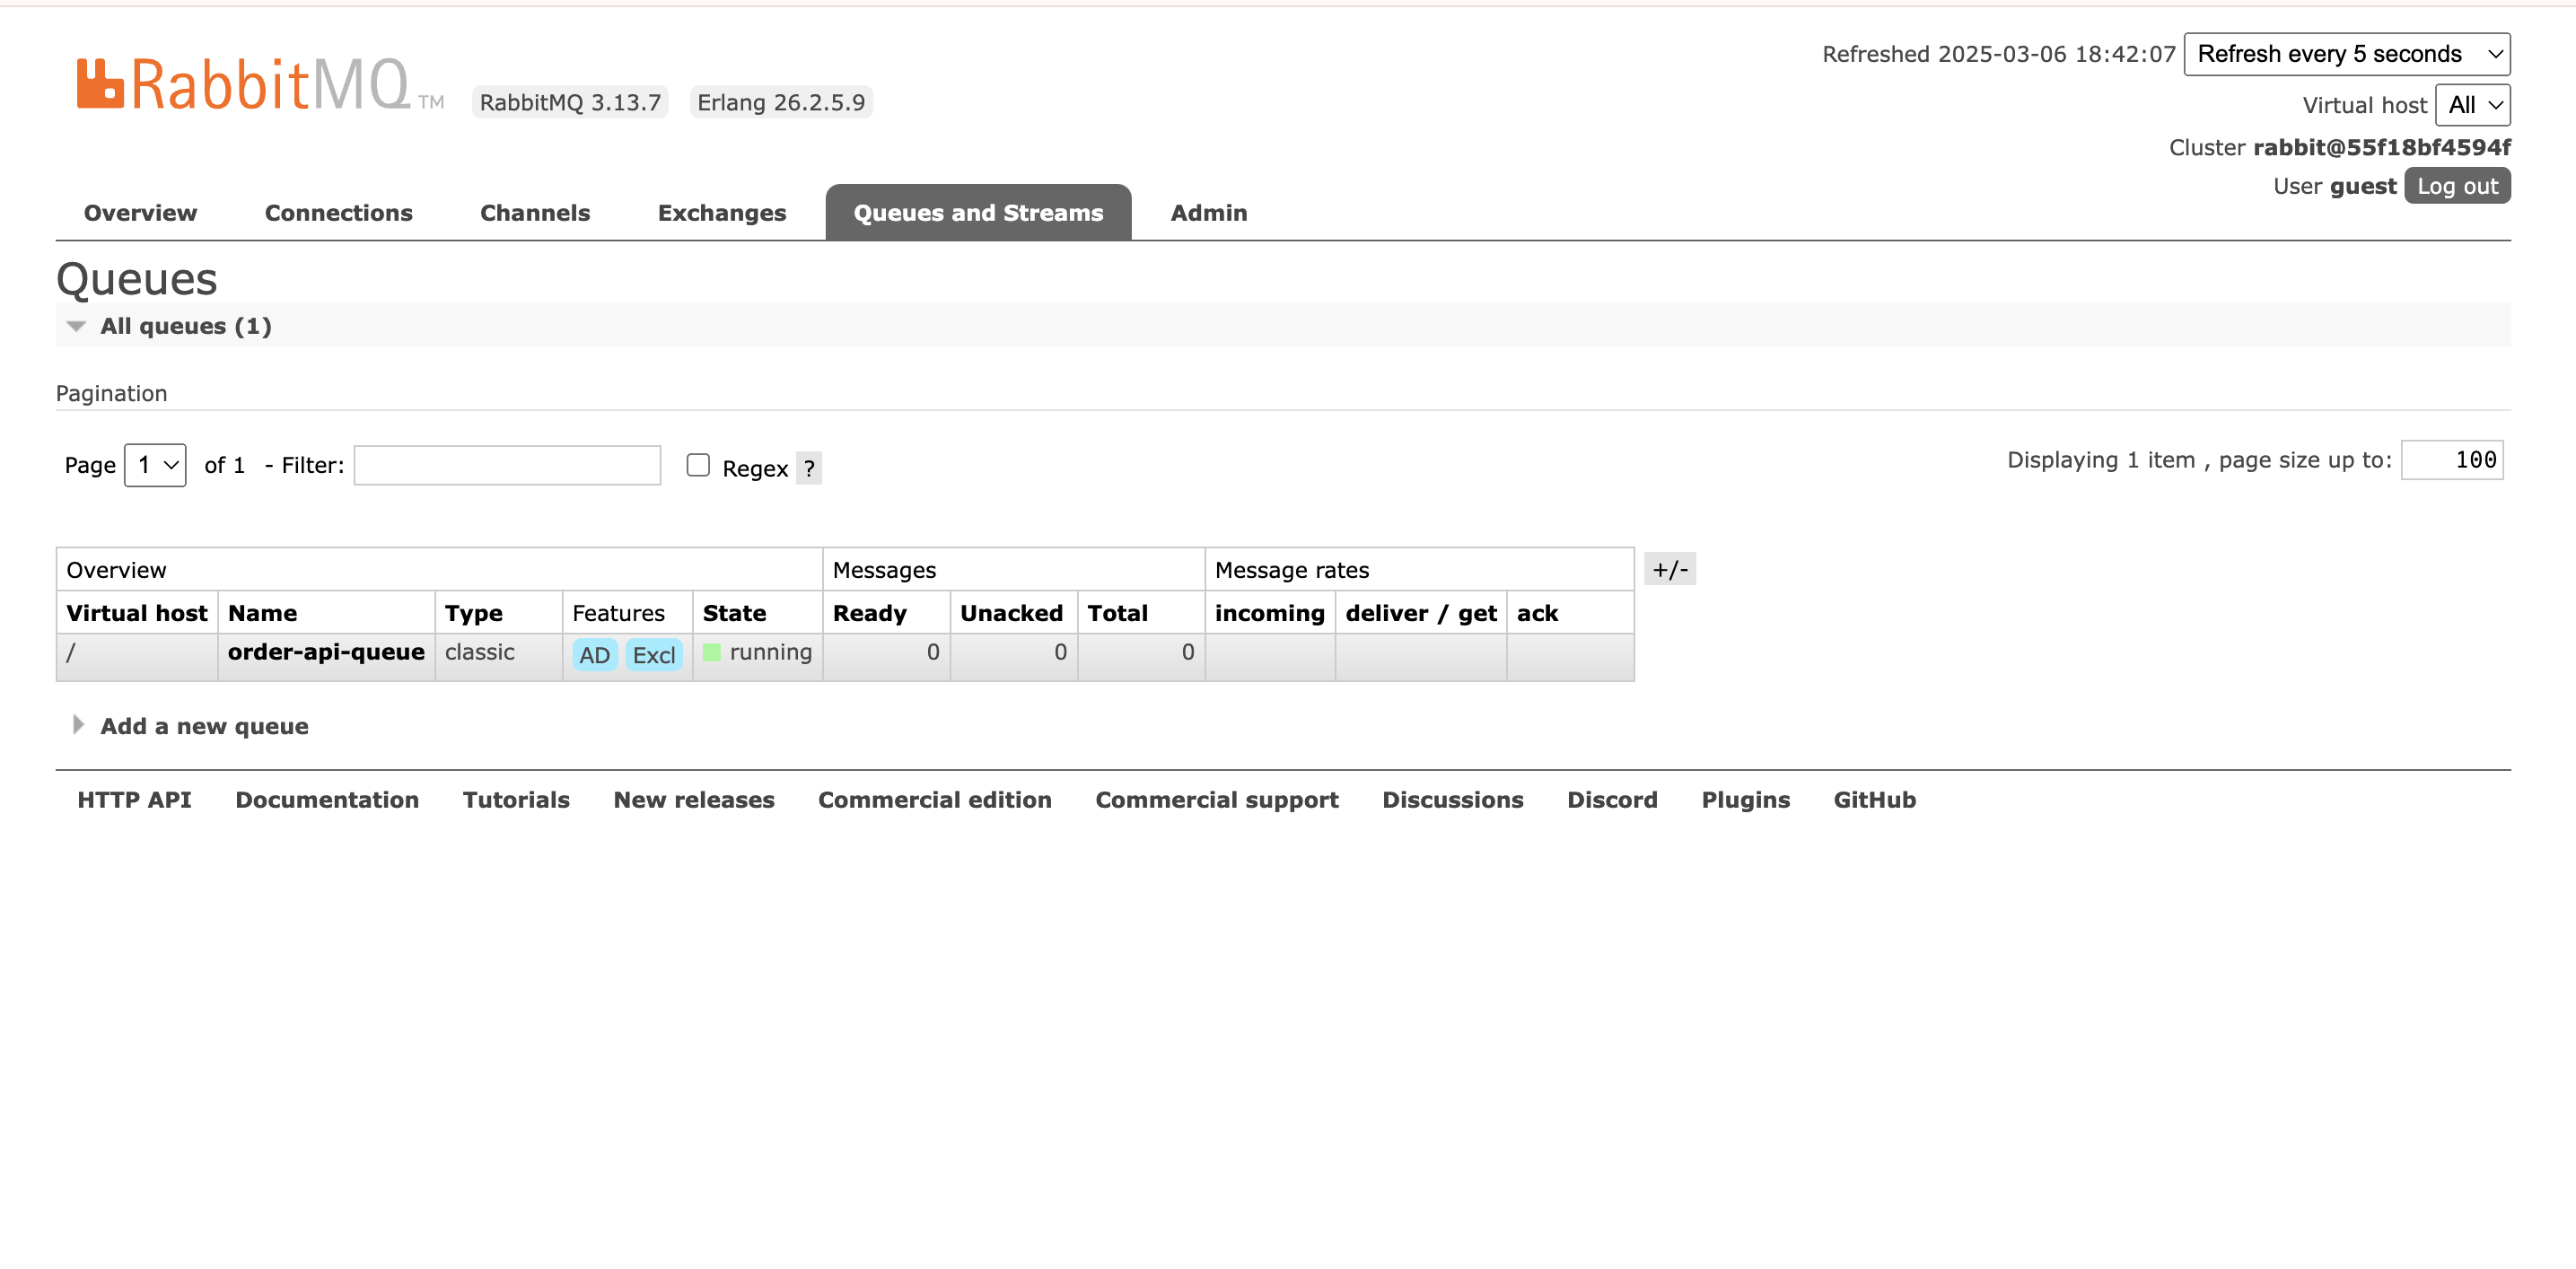 Refreshed 2025-03-06 18:42:07 Refresh every 5 seconds
RabbitMQ TM RabbitMQ 3.13.7 Erlang 26.2.5.9
Virtual host All
Cluster rabbit@55f18bf4594f
User guest Log out
Overview Connections Channels Exchanges Queues and Streams Admin
Queues
All queues (1)
Pagination
Page 1 of 1 - Filter: Regex ? Displaying 1 item , page size up to: 100
Overview Messages Message rates +/-
Virtual host Name Type Features State Ready Unacked Total incoming deliver / get ack
/ order-api-queue classic AD Excl running 0 0 0
Add a new queue
HTTP API Documentation Tutorials New releases Commercial edition Commercial support Discussions Discord Plugins GitHub